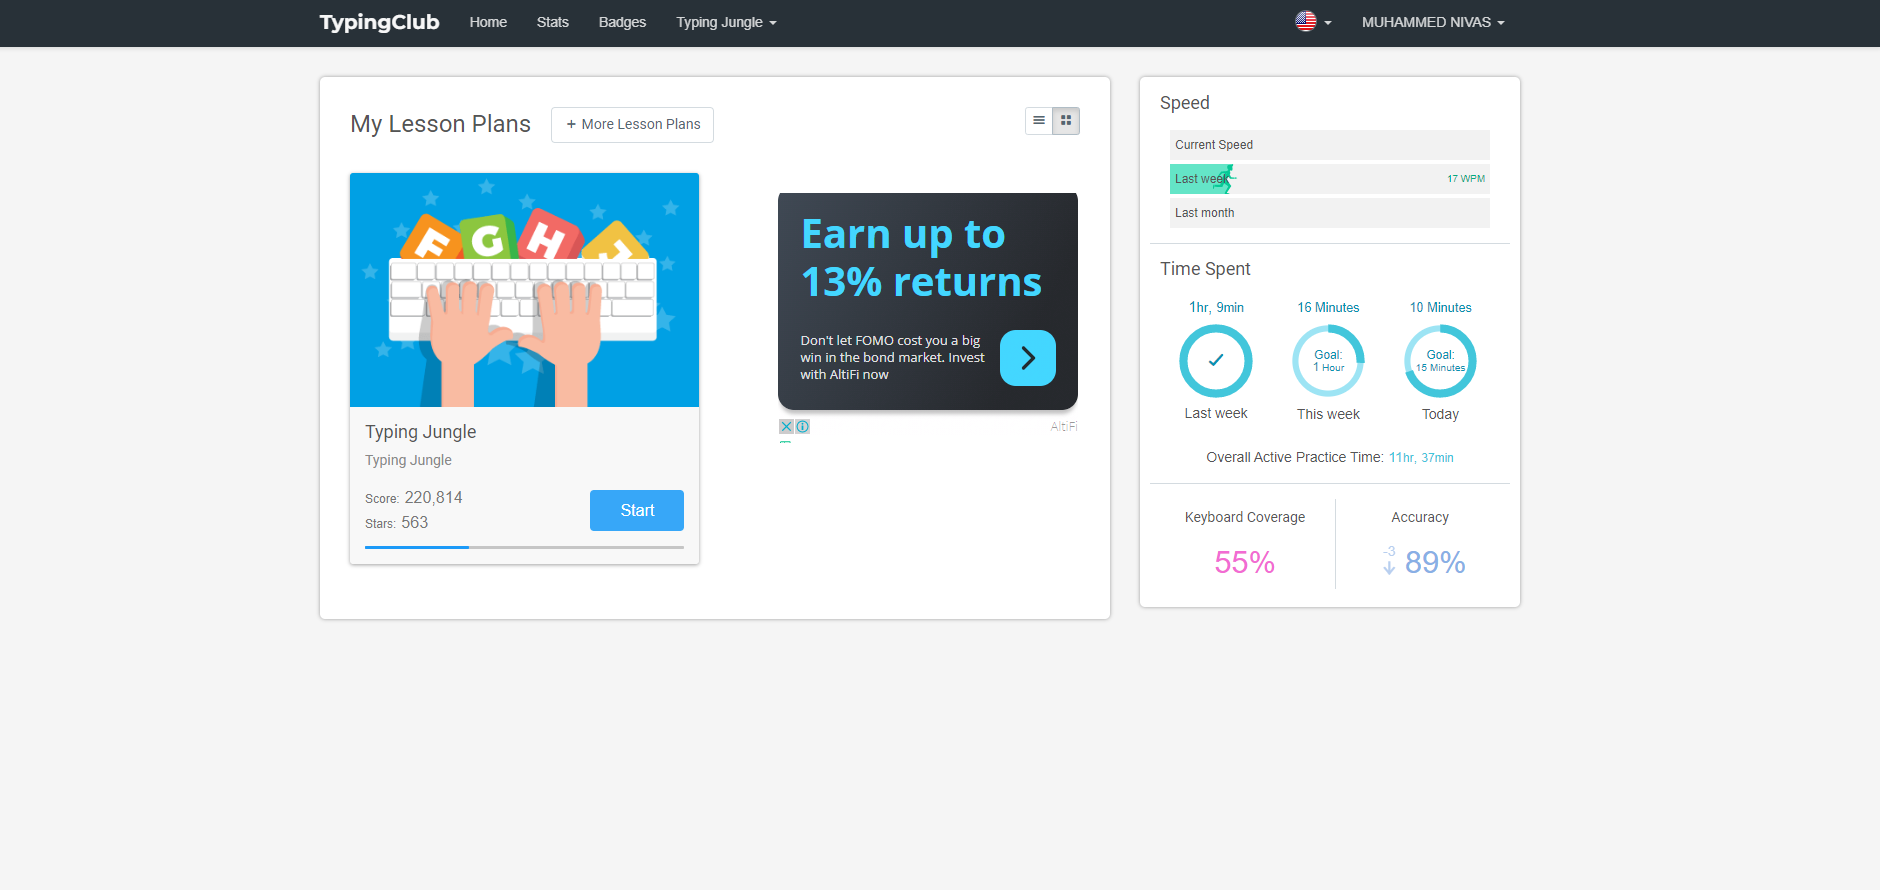 TypingClub
Home
Stats
Badges
Typing Jungle
MUHAMMED NIVAS
My Lesson Plans
+ More Lesson Plans
F G H J
Typing Jungle
Typing Jungle
Score: 220,814
Stars: 563
Start
Earn up to
13% returns
Don't let FOMO cost you a big
win in the bond market. Invest
with AltiFi now
AltiFi
Speed
Current Speed
Last week
17 WPM
Last month
Time Spent
1hr, 9min
16 Minutes
10 Minutes
Goal:
1 Hour
Goal:
15 Minutes
Last week
This week
Today
Overall Active Practice Time: 11hr, 37min
Keyboard Coverage
Accuracy
55%
-3
89%